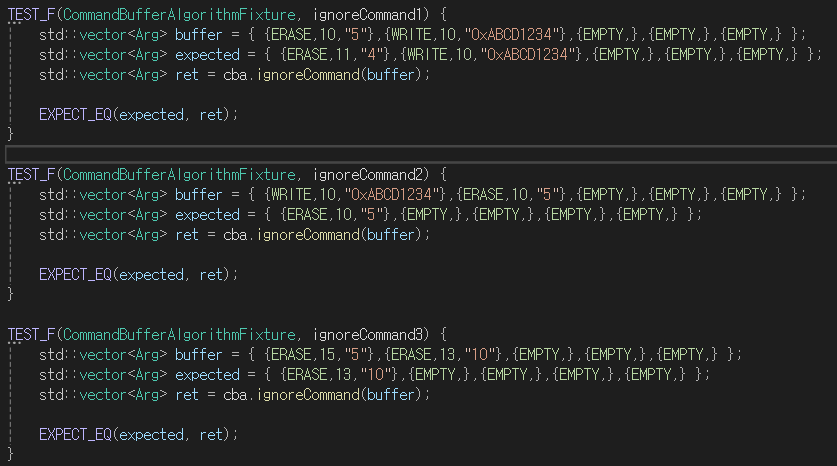 TEST_F(CommandBufferAlgorithmFixture, ignoreCommand1) {
    std::vector<Arg> buffer = { {ERASE,10,"5"},{WRITE,10,"0xABCD1234"},{EMPTY,},{EMPTY,},{EMPTY,} };
    std::vector<Arg> expected = { {ERASE,11,"4"},{WRITE,10,"0xABCD1234"},{EMPTY,},{EMPTY,},{EMPTY,} };
    std::vector<Arg> ret = cba.ignoreCommand(buffer);
    EXPECT_EQ(expected, ret);
}
TEST_F(CommandBufferAlgorithmFixture, ignoreCommand2) {
    std::vector<Arg> buffer = { {WRITE,10,"0xABCD1234"},{ERASE,10,"5"},{EMPTY,},{EMPTY,},{EMPTY,} };
    std::vector<Arg> expected = { {ERASE,10,"5"},{EMPTY,},{EMPTY,},{EMPTY,},{EMPTY,} };
    std::vector<Arg> ret = cba.ignoreCommand(buffer);
    EXPECT_EQ(expected, ret);
}
TEST_F(CommandBufferAlgorithmFixture, ignoreCommand3) {
    std::vector<Arg> buffer = { {ERASE,15,"5"},{ERASE,13,"10"},{EMPTY,},{EMPTY,},{EMPTY,} };
    std::vector<Arg> expected = { {ERASE,13,"10"},{EMPTY,},{EMPTY,},{EMPTY,},{EMPTY,} };
    std::vector<Arg> ret = cba.ignoreCommand(buffer);
    EXPECT_EQ(expected, ret);
}